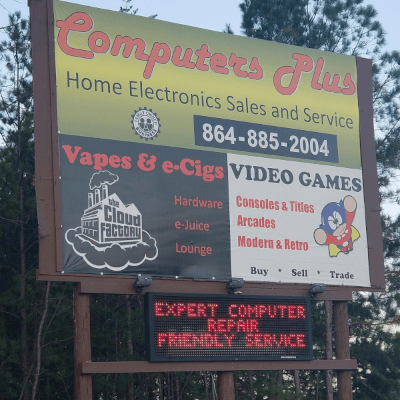 Computers Plus
Home Electronics Sales and Service
864-885-2004
Vapes & e-Cigs
the Cloud
FACTORY
Hardware
e-Juice
Lounge
VIDEO GAMES
Consoles & Titles
Arcades
Modern & Retro
Buy * Sell * Trade
EXPERT COMPUTER
REPAIR
FRIENDLY SERVICE